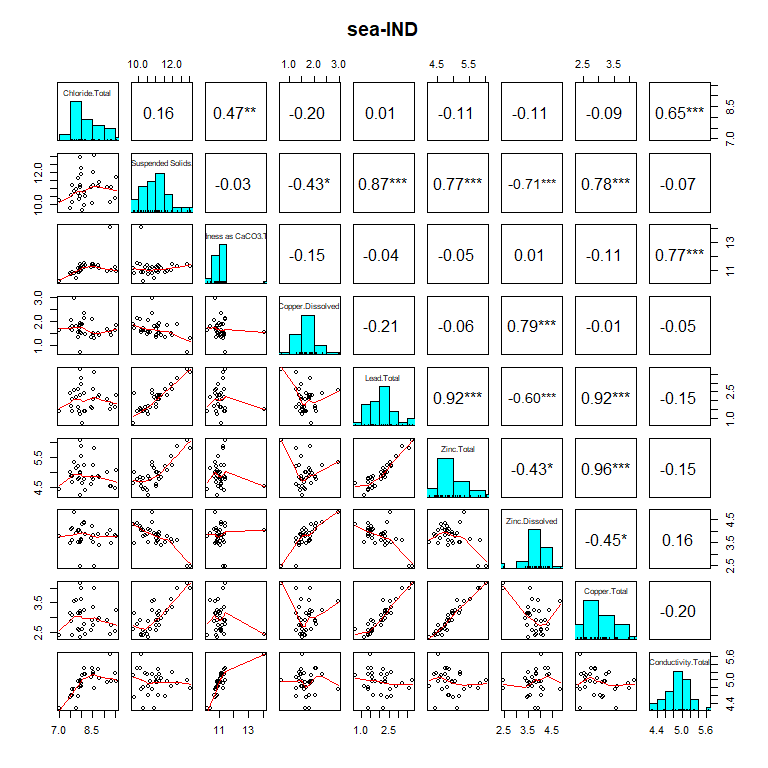 sea-IND
10.0 12.0 1.0 2.0 3.0 4.5 5.5 2.5 3.5
Chloride.Total 0.16 0.47** -0.20 0.01 -0.11 -0.11 -0.09 0.65*** 7.0 8.5
10.0 12.0 Suspended Solids -0.03 -0.43* 0.87*** 0.77*** -0.71*** 0.78*** -0.07
dness as CaCO3.T -0.15 -0.04 -0.05 0.01 -0.11 0.77*** 11 13
1.0 2.0 3.0 Copper.Dissolved -0.21 -0.06 0.79*** -0.01 -0.05
Lead.Total 0.92*** -0.60*** 0.92*** -0.15 1.0 2.5
4.5 5.5 Zinc.Total -0.43* 0.96*** -0.15
Zinc.Dissolved -0.45* 0.16 2.5 3.5 4.5
2.5 3.5 Copper.Total -0.20
Conductivity.Total 4.4 5.0 5.6
7.0 8.5 11 13 1.0 2.5 2.5 3.5 4.5 4.4 5.0 5.6